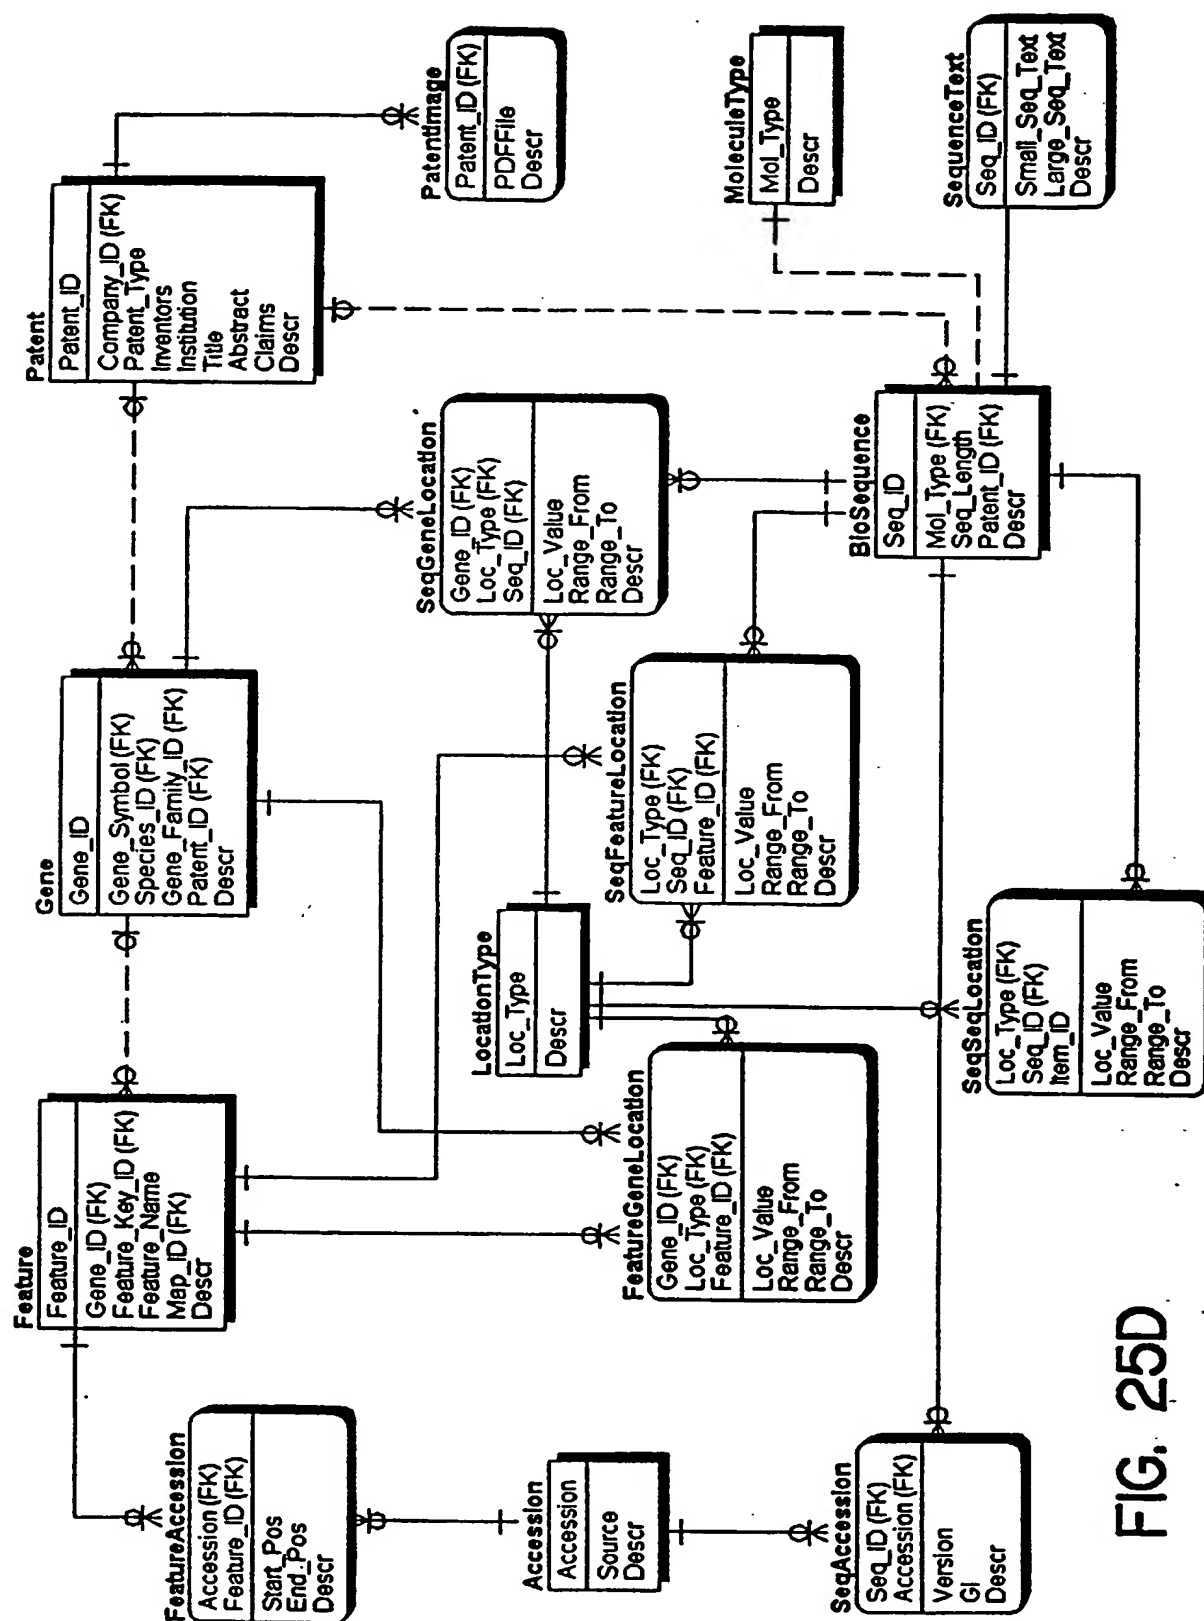 Patent
Patent_ID
Company_ID (FK)
Patent_Type
Inventors
Institution
Title
Abstract
Claims
Descr
PatentImage
Patent_ID (FK)
PDFFile
Descr
MoleculeType
Mol_Type
Descr
SequenceText
Seq_ID (FK)
Small_Seq_Text
Large_Seq_Text
Descr
Gene
Gene_ID
Gene_Symbol (FK)
Species_ID (FK)
Gene_Family_ID (FK)
Patent_ID (FK)
Descr
SeqGeneLocation
Gene_ID (FK)
Loc_Type (FK)
Seq_ID (FK)
Loc_Value
Range_From
Range_To
Descr
BioSequence
Seq_ID
Mol_Type (FK)
Seq_Length
Patent_ID (FK)
Descr
LocationType
Loc_Type
Descr
SeqFeatureLocation
Loc_Type (FK)
Seq_ID (FK)
Feature_ID (FK)
Loc_Value
Range_From
Range_To
Descr
SeqSeqLocation
Loc_Type (FK)
Seq_ID (FK)
Item_ID
Loc_Value
Range_From
Range_To
Descr
Feature
Feature_ID
Gene_ID (FK)
Feature_Key_ID (FK)
Feature_Name
Map_ID (FK)
Descr
FeatureGeneLocation
Gene_ID (FK)
Loc_Type (FK)
Feature_ID (FK)
Loc_Value
Range_From
Range_To
Descr
FeatureAccession
Accession (FK)
Feature_ID (FK)
Start_Pos
End_Pos
Descr
Accession
Accession
Source
Descr
SeqAccession
Seq_ID (FK)
Accession (FK)
Version
GI
Descr
FIG. 25D